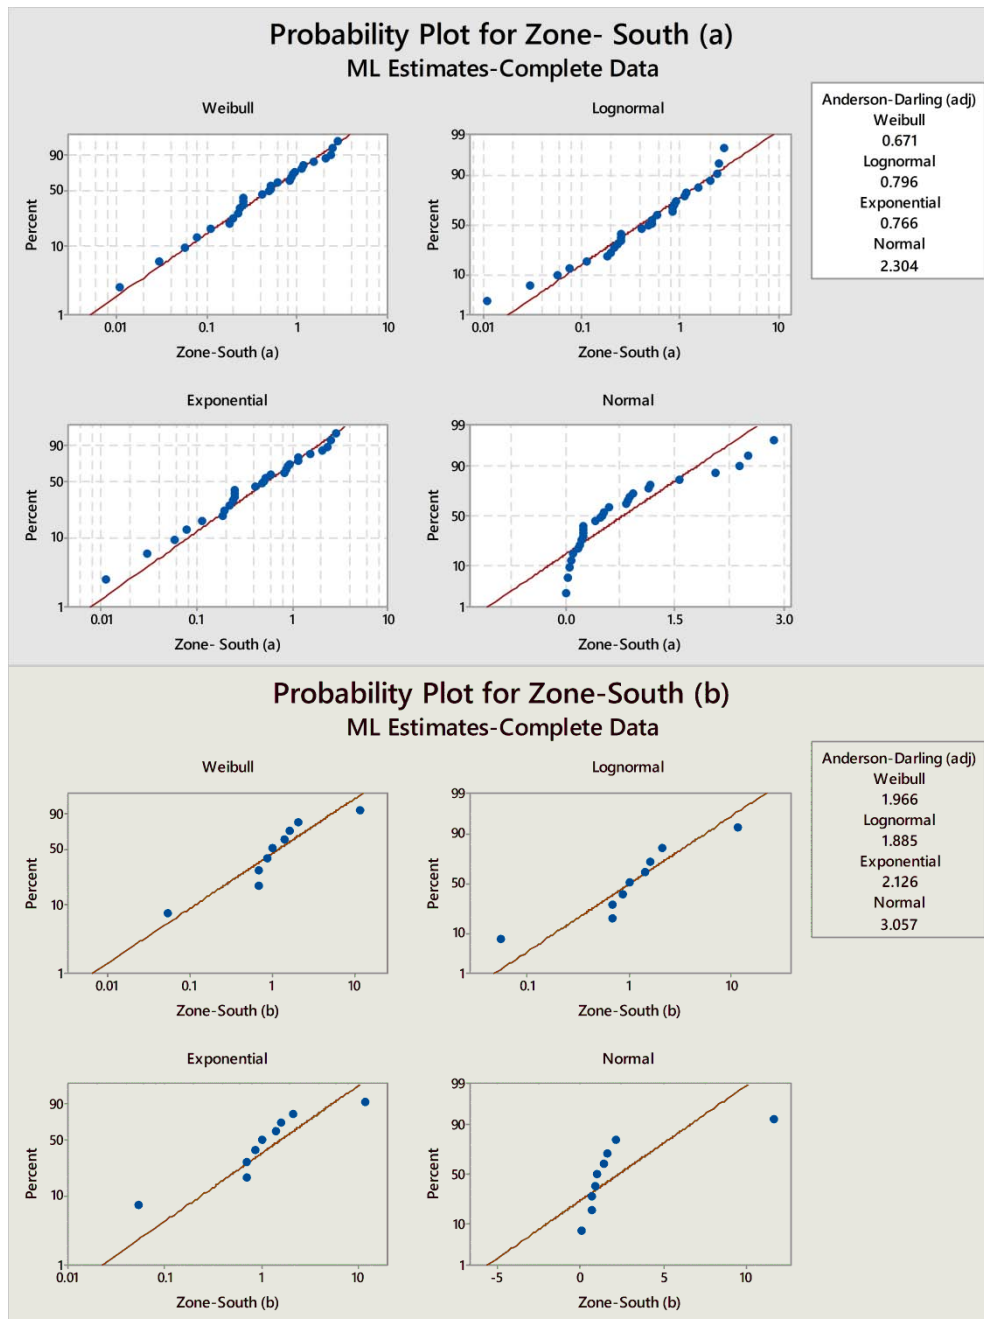 Probability Plot for Zone- South (a)
ML Estimates-Complete Data
Weibull
Percent
90
50
10
1
0.01 0.1 1 10
Zone-South (a)
Lognormal
Percent
99
90
50
10
1
0.01 0.1 1 10
Zone-South (a)
Anderson-Darling (adj)
Weibull
0.671
Lognormal
0.796
Exponential
0.766
Normal
2.304
Exponential
Percent
90
50
10
1
0.01 0.1 1 10
Zone- South (a)
Normal
Percent
99
90
50
10
1
0.0 1.5 3.0
Zone-South (a)
Probability Plot for Zone-South (b)
ML Estimates-Complete Data
Weibull
Percent
90
50
10
1
0.01 0.1 1 10
Zone-South (b)
Lognormal
Percent
99
90
50
10
1
0.1 1 10
Zone-South (b)
Anderson-Darling (adj)
Weibull
1.966
Lognormal
1.885
Exponential
2.126
Normal
3.057
Exponential
Percent
90
50
10
1
0.01 0.1 1 10
Zone-South (b)
Normal
Percent
99
90
50
10
1
-5 0 5 10
Zone-South (b)